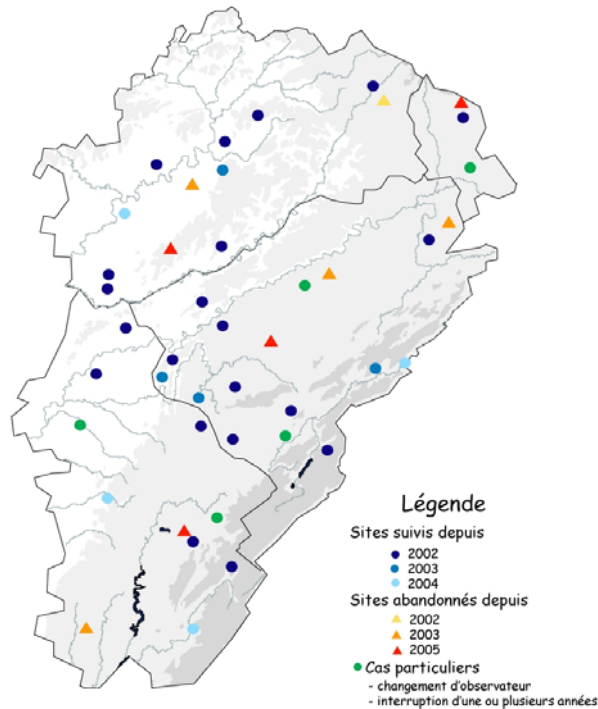 Légende
Sites suivis depuis
2002
2003
2004
Sites abandonnés depuis
2002
2003
2005
Cas particuliers
- changement d'observateur
- interruption d'une ou plusieurs années